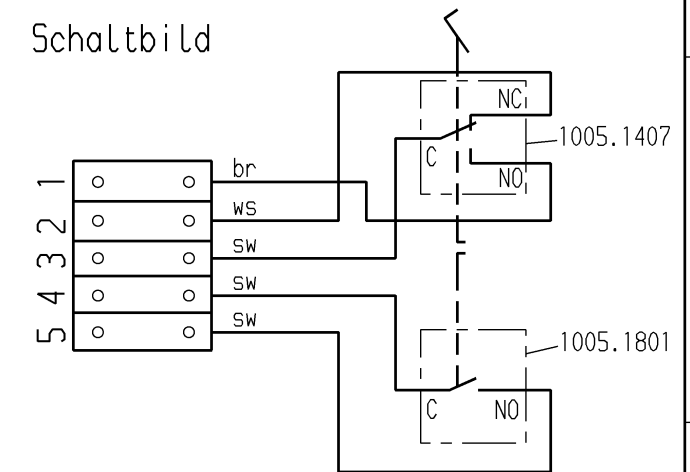 Schaltbild
NC
1005.1407
C
NO
1 br
2 ws
3 sw
4 sw
5 sw
1005.1801
C NO